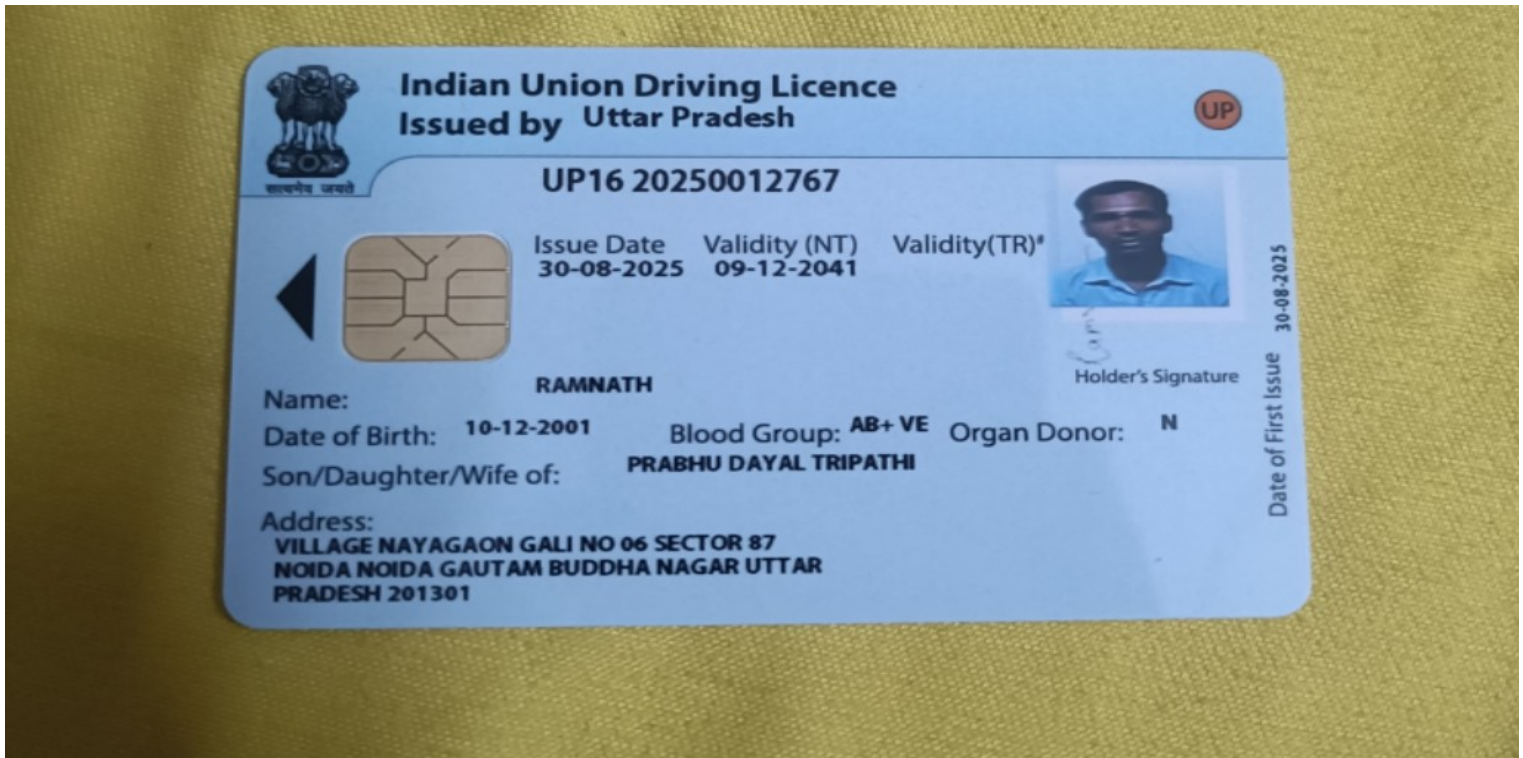 Indian Union Driving Licence
Issued by Uttar Pradesh
UP
सत्यमेव जयते
UP16 20250012767
Issue Date Validity (NT) Validity(TR)#
30-08-2025 09-12-2041
Holder's Signature
Date of First Issue 30-08-2025
Name: RAMNATH
Date of Birth: 10-12-2001 Blood Group: AB+ VE Organ Donor: N
Son/Daughter/Wife of: PRABHU DAYAL TRIPATHI
Address:
VILLAGE NAYAGAON GALI NO 06 SECTOR 87
NOIDA NOIDA GAUTAM BUDDHA NAGAR UTTAR
PRADESH 201301